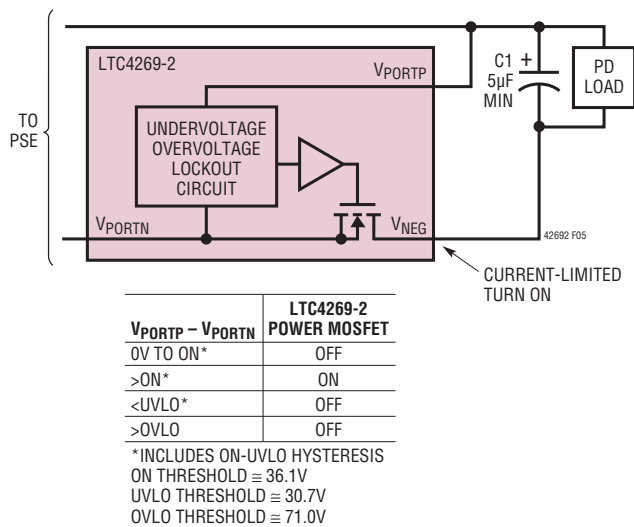 LTC4269-2
VPORTP
C1 +
5µF
MIN
PD
LOAD
TO
PSE
UNDERVOLTAGE
OVERVOLTAGE
LOCKOUT
CIRCUIT
VPORTN
VNEG
42692 F05
CURRENT-LIMITED
TURN ON
LTC4269-2
VPORTP – VPORTN POWER MOSFET
0V TO ON* OFF
>ON* ON
<UVLO* OFF
>OVLO OFF
*INCLUDES ON-UVLO HYSTERESIS
ON THRESHOLD ≅ 36.1V
UVLO THRESHOLD ≅ 30.7V
OVLO THRESHOLD ≅ 71.0V